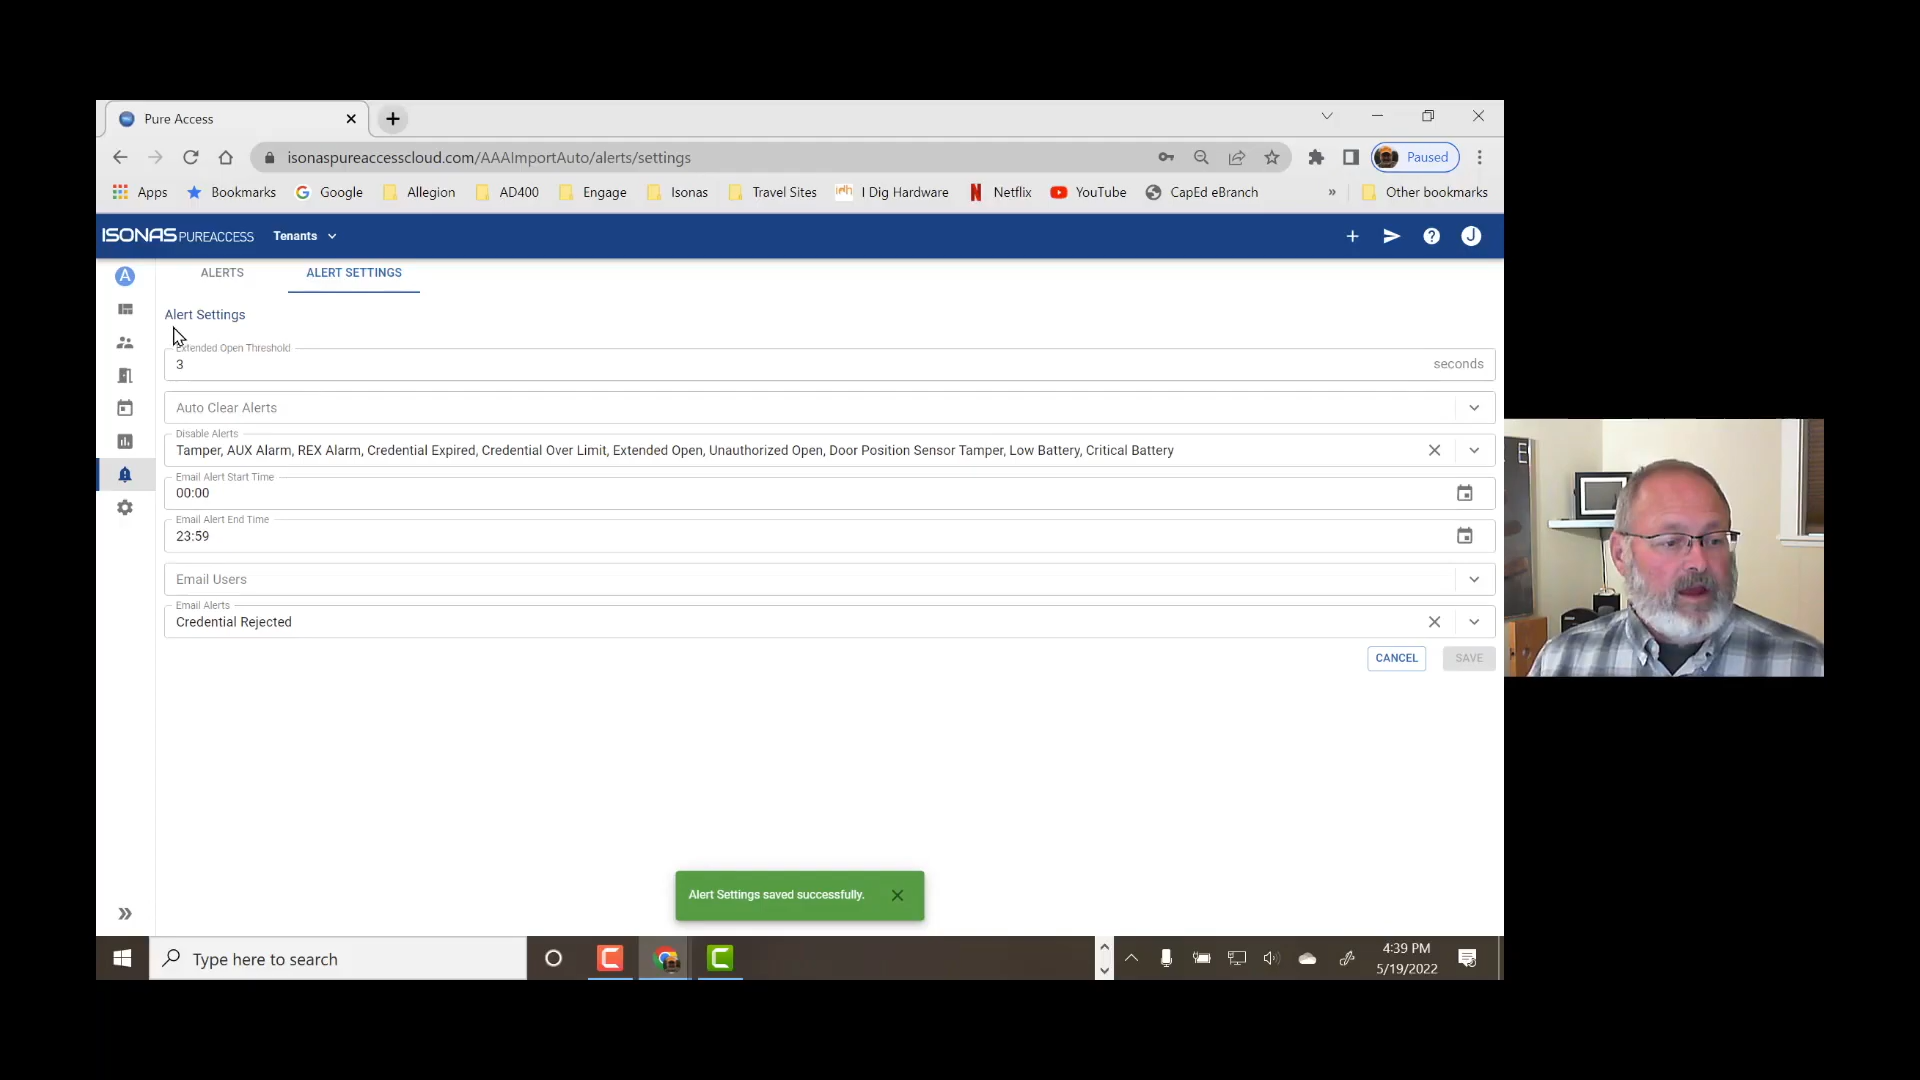 Pure Access
isonaspureaccesscloud.com/AAAImportAuto/alerts/settings
Paused
Apps Bookmarks Google Allegion AD400 Engage Isonas Travel Sites I Dig Hardware Netflix YouTube CapEd eBranch » Other bookmarks
ISONAS PUREACCESS Tenants + ? J
A
ALERTS ALERT SETTINGS
Alert Settings
Extended Open Threshold
3 seconds
Auto Clear Alerts
Disable Alerts
Tamper, AUX Alarm, REX Alarm, Credential Expired, Credential Over Limit, Extended Open, Unauthorized Open, Door Position Sensor Tamper, Low Battery, Critical Battery
Email Alert Start Time
00:00
Email Alert End Time
23:59
Email Users
Email Alerts
Credential Rejected
CANCEL SAVE
Alert Settings saved successfully.
Type here to search
4:39 PM
5/19/2022
E